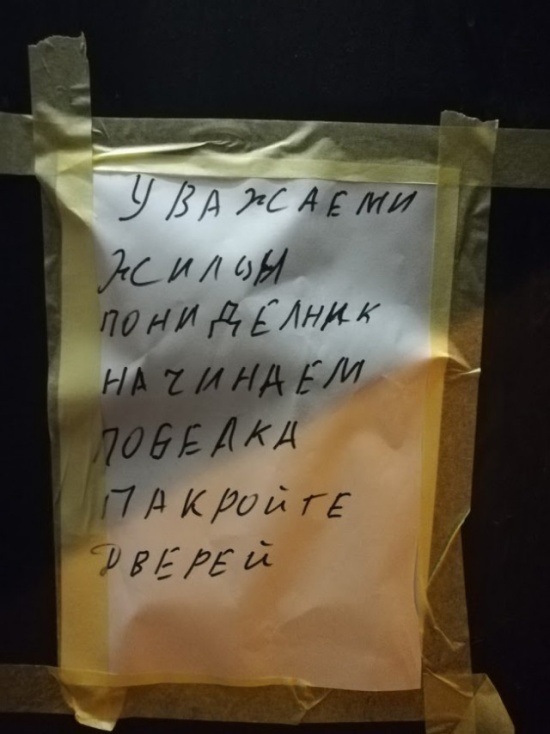 УВАЖАЕМИ
ЖИЛЦЫ
ПОНИДЕЛНИК
НАЧИНАЕМ
ПОБЕЛКА
ПАКРОЙТЕ
ДВЕРЕЙ